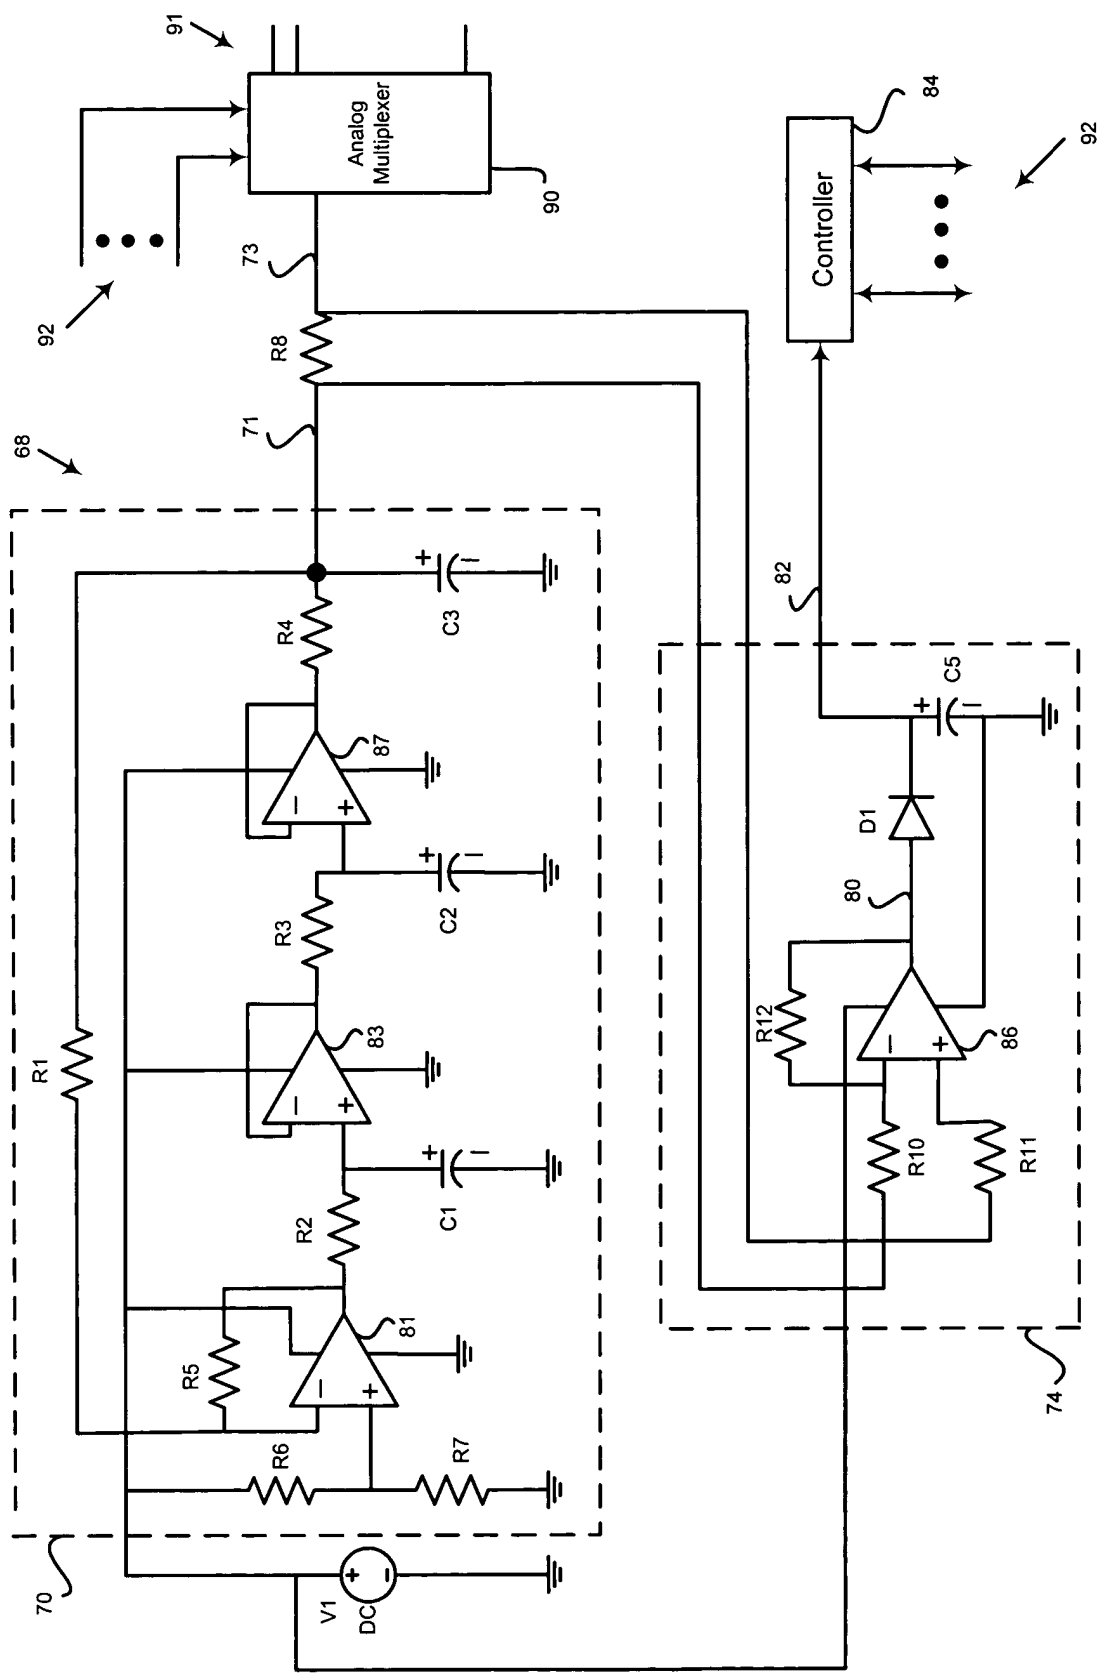 68
70
V1
DC
+
−
R1
R5
R6
R7
−
+
81
R2
C1
+
−
−
+
83
R3
C2
+
−
−
+
87
R4
C3
+
−
71
R8
73
92
91
Analog
Multiplexer
90
74
R10
R11
R12
−
+
86
80
D1
C5
+
−
82
Controller
84
92